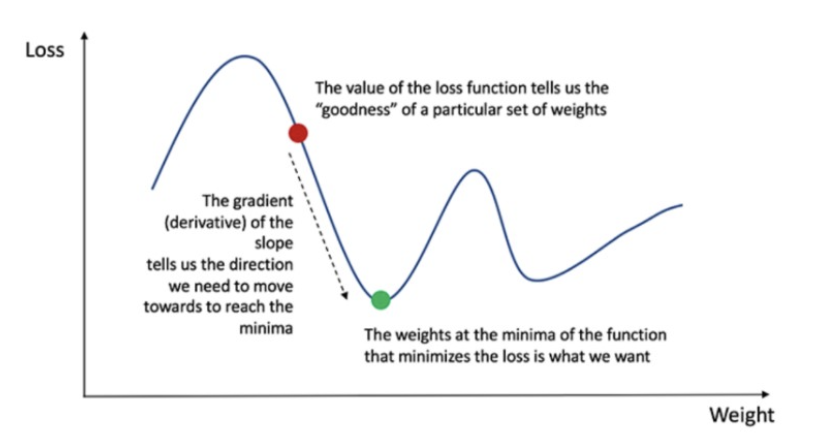 Loss
The value of the loss function tells us the
“goodness” of a particular set of weights
The gradient
(derivative) of the
slope
tells us the direction
we need to move
towards to reach the
minima
The weights at the minima of the function
that minimizes the loss is what we want
Weight